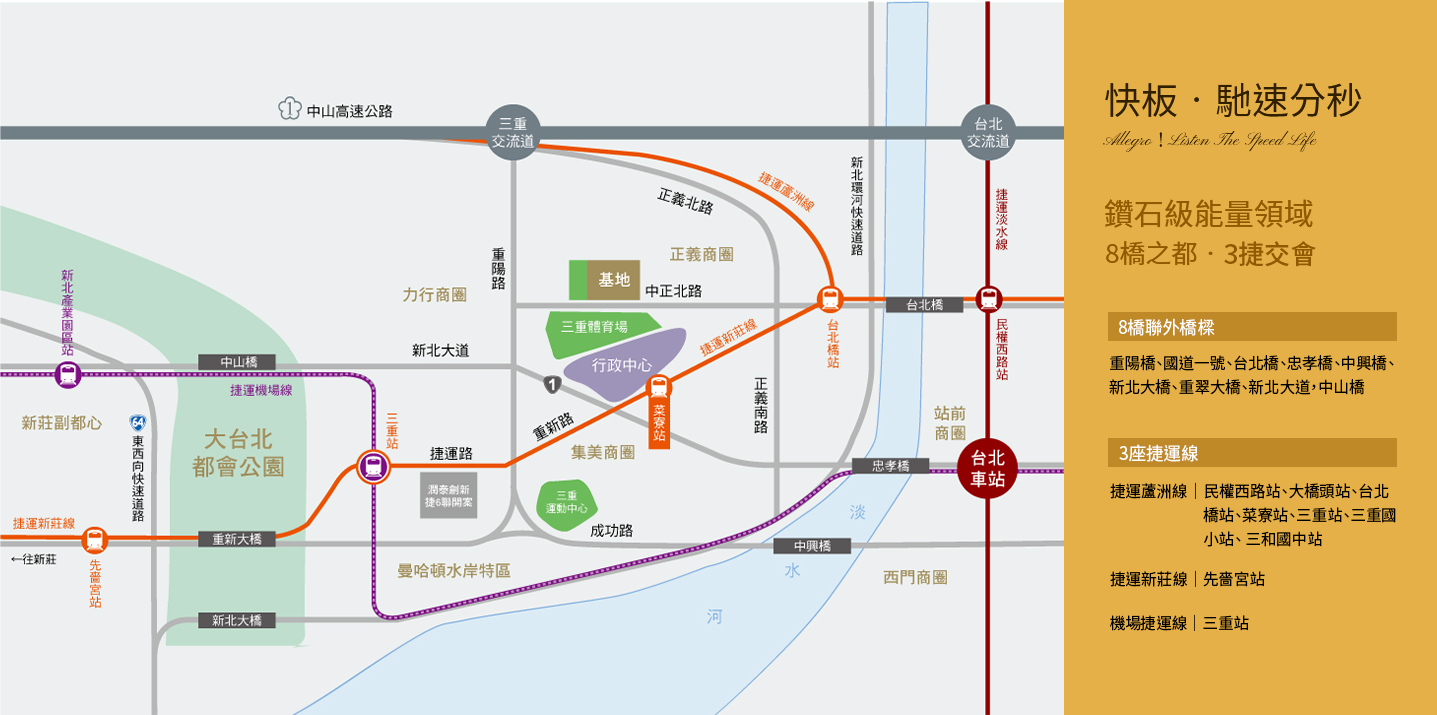 1 中山高速公路
三重
交流道
台北
交流道
正義北路
捷運蘆洲線
新北環河快速道路
捷運淡水線
重陽路
正義商圈
基地
中正北路
力行商圈
新北產業園區站
台北橋
三重體育場
捷運新莊線
台北橋站
民權西路站
新北大道
行政中心
中山橋
捷運機場線
1
菜寮站
正義南路
新莊副都心
64
東西向快速道路
大台北
都會公園
三重站
重新路
站前
商圈
捷運路
集美商圈
忠孝橋
台北
車站
潤泰創新
捷6聯開案
三重
運動中心
淡
水
河
捷運新莊線
重新大橋
成功路
中興橋
←往新莊
先嗇宮站
曼哈頓水岸特區
西門商圈
新北大橋
快板．馳速分秒
Allegro！Listen The Speed Life
鑽石級能量領域
8橋之都．3捷交會
8橋聯外橋樑
重陽橋、國道一號、台北橋、忠孝橋、中興橋、
新北大橋、重翠大橋、新北大道，中山橋
3座捷運線
捷運蘆洲線｜民權西路站、大橋頭站、台北
橋站、菜寮站、三重站、三重國
小站、三和國中站
捷運新莊線｜先嗇宮站
機場捷運線｜三重站